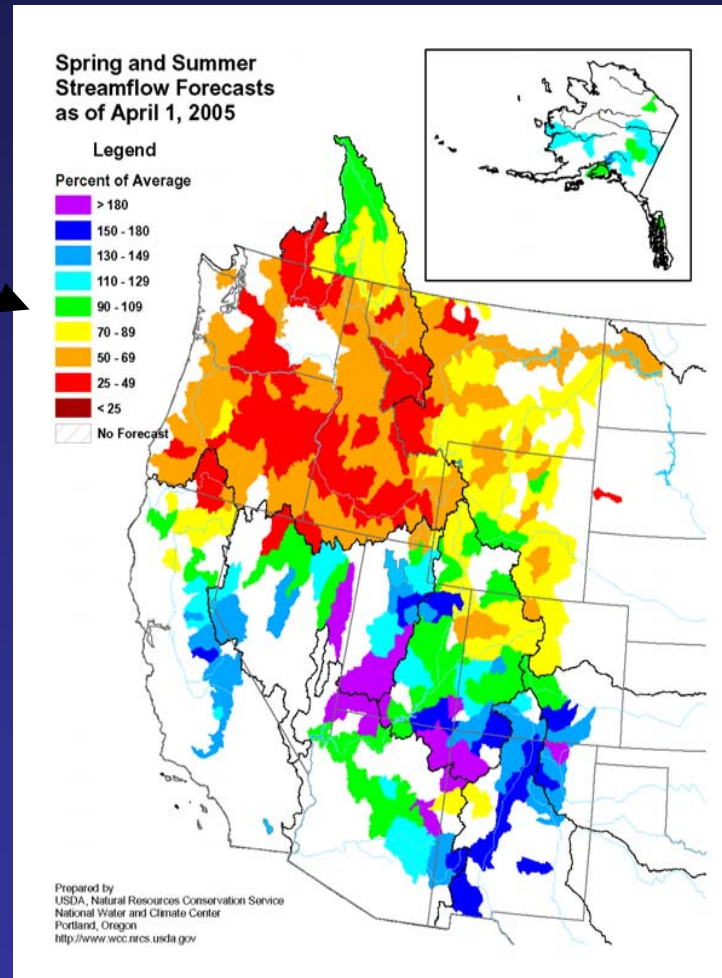 Spring and Summer
Streamflow Forecasts
as of April 1, 2005
Legend
Percent of Average
> 180
150 - 180
130 - 149
110 - 129
90 - 109
70 - 89
50 - 69
25 - 49
< 25
No Forecast
Prepared by
USDA, Natural Resources Conservation Service
National Water and Climate Center
Portland, Oregon
http://www.wcc.nrcs.usda.gov